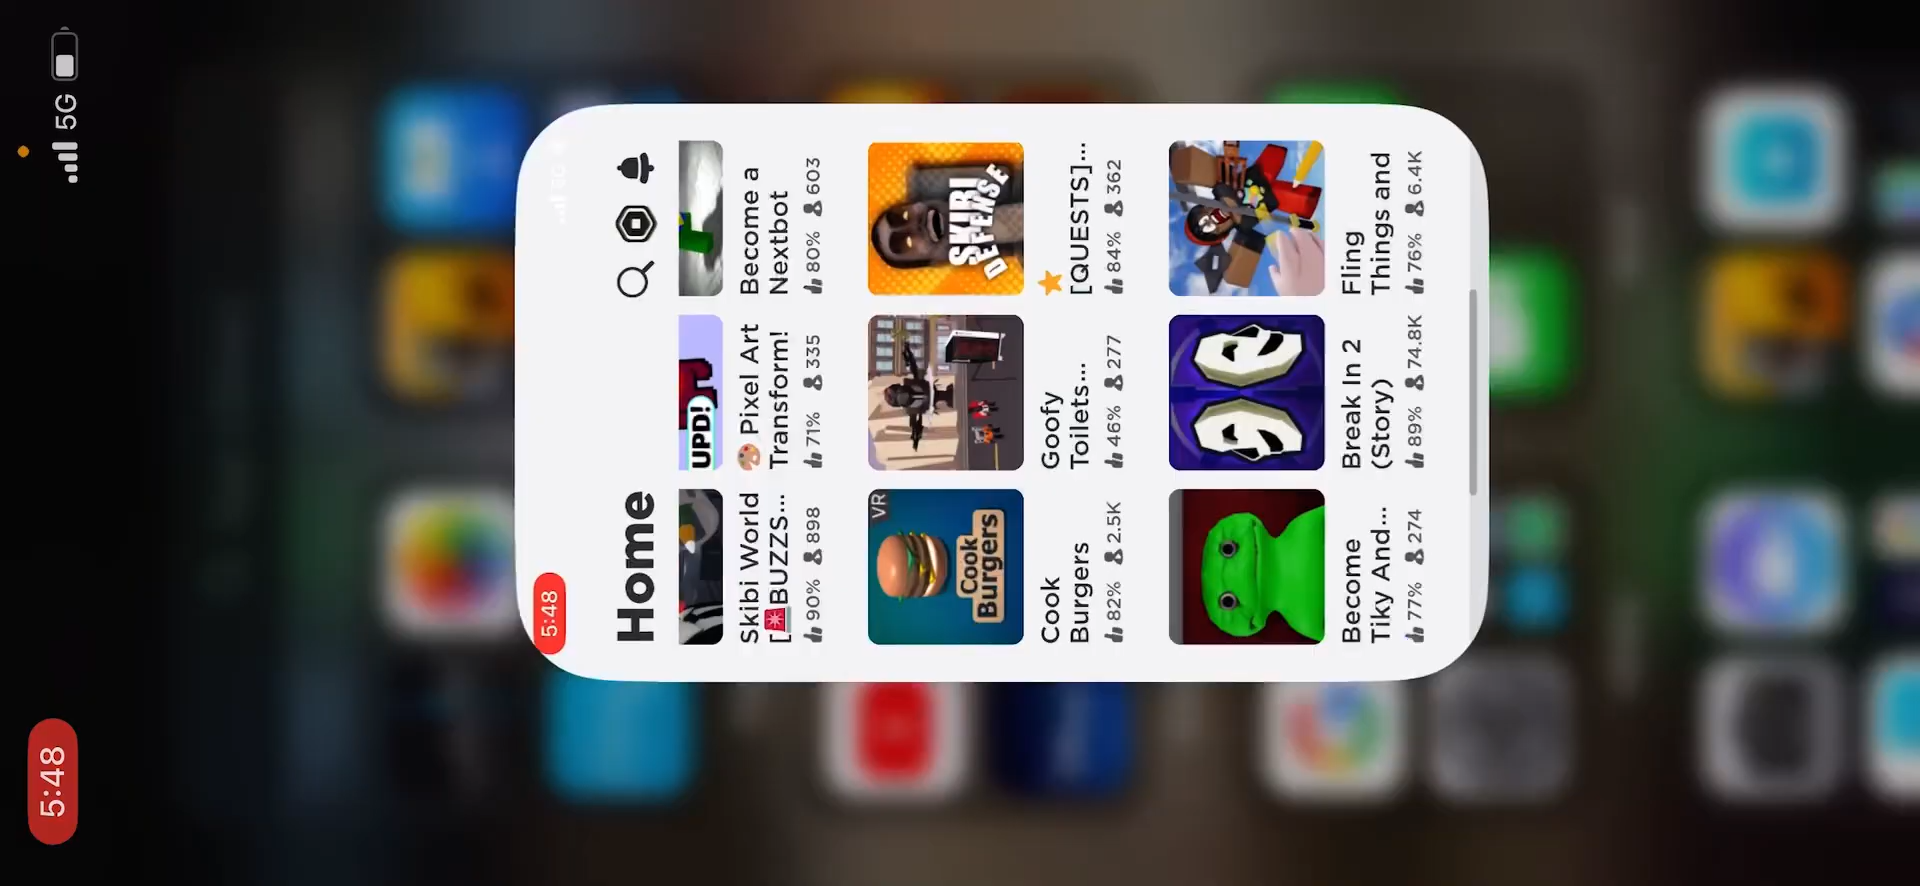 5:48
5G
5:48
Home
UPD!
Skibi World
[🚨BUZZS...
90% 898
🎨 Pixel Art
Transform!
71% 335
Become a
Nextbot
80% 603
VR
Cook
Burgers
SKIBI
DEFENSE
Cook
Burgers
82% 2.5K
Goofy
Toilets...
46% 277
⭐
[QUESTS]...
84% 362
Become
Tiky And...
77% 274
Break In 2
(Story)
89% 74.8K
Fling
Things and
76% 6.4K